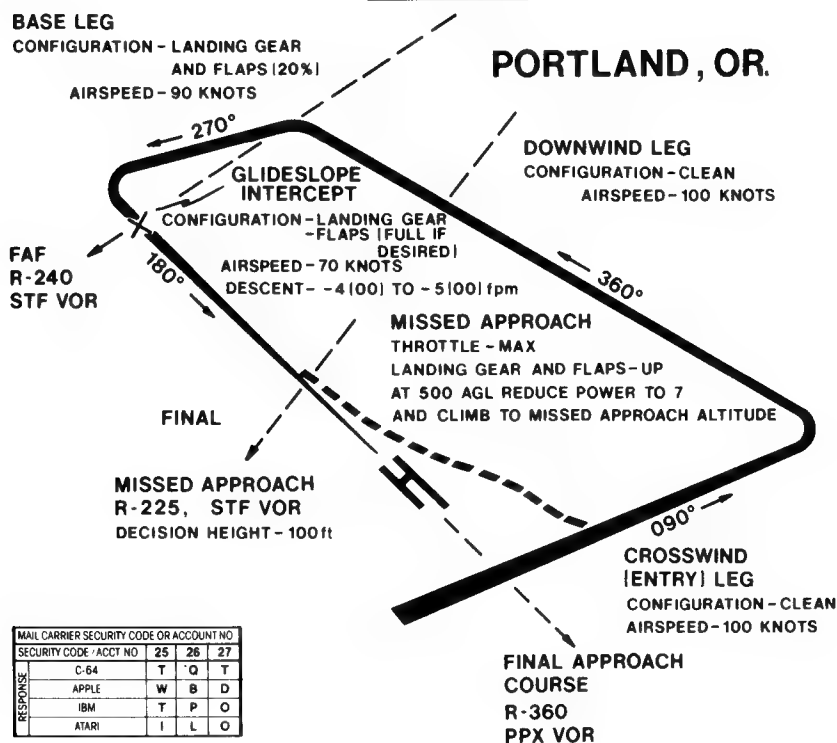 BASE LEG
CONFIGURATION - LANDING GEAR
AND FLAPS (20%)
AIRSPEED - 90 KNOTS
PORTLAND, OR.
270°
DOWNWIND LEG
CONFIGURATION - CLEAN
AIRSPEED - 100 KNOTS
GLIDESLOPE
INTERCEPT
CONFIGURATION - LANDING GEAR
- FLAPS (FULL IF
DESIRED)
AIRSPEED - 70 KNOTS
DESCENT - -4(00) TO -5(00) fpm
FAF
R-240
STF VOR
180°
360°
MISSED APPROACH
THROTTLE - MAX
LANDING GEAR AND FLAPS - UP
AT 500 AGL REDUCE POWER TO 7
AND CLIMB TO MISSED APPROACH ALTITUDE
FINAL
MISSED APPROACH
R-225, STF VOR
DECISION HEIGHT - 100ft
090°
CROSSWIND
(ENTRY) LEG
CONFIGURATION - CLEAN
AIRSPEED - 100 KNOTS
FINAL APPROACH
COURSE
R-360
PPX VOR
MAIL CARRIER SECURITY CODE OR ACCOUNT NO
SECURITY CODE / ACCT NO 25 26 27
RESPONSE
C-64 T Q T
APPLE W B D
IBM T P O
ATARI I L O